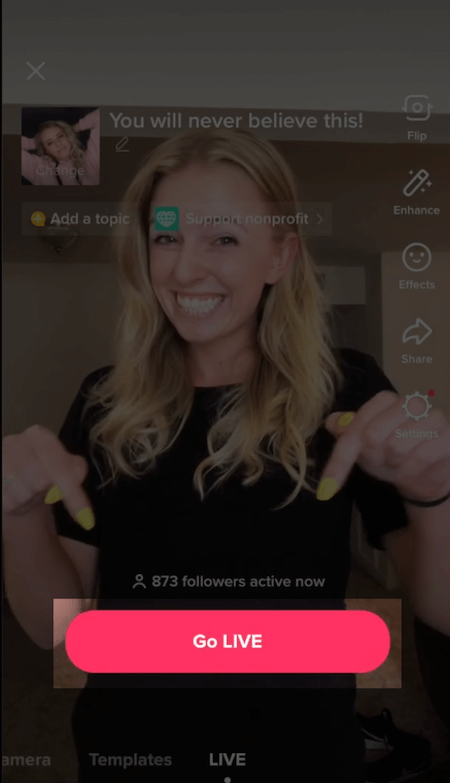 You will never believe this!
Change
Flip
Enhance
Add a topic
Support nonprofit
Effects
Share
Settings
873 followers active now
Go LIVE
amera
Templates
LIVE